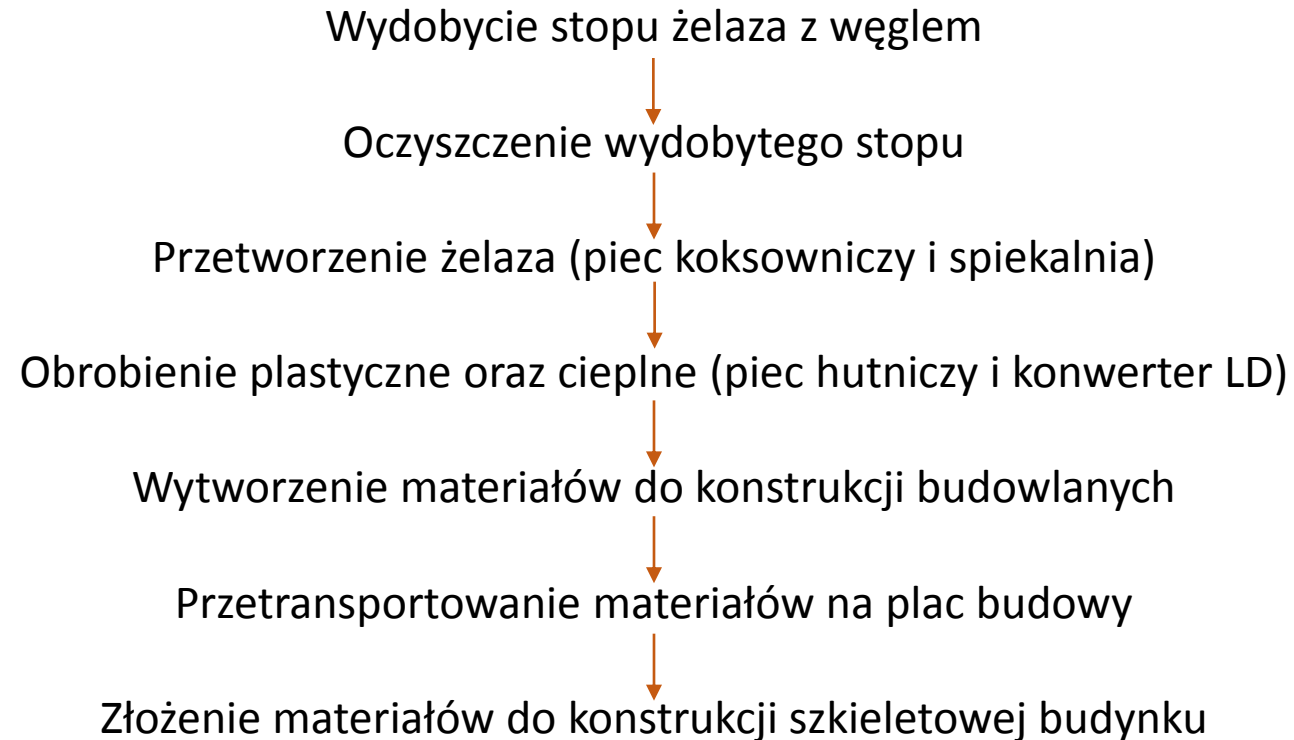 Wydobycie stopu żelaza z węglem
Oczyszczenie wydobytego stopu
Przetworzenie żelaza (piec koksowniczy i spiekalnia)
Obrobienie plastyczne oraz cieplne (piec hutniczy i konwerter LD)
Wytworzenie materiałów do konstrukcji budowlanych
Przetransportowanie materiałów na plac budowy
Złożenie materiałów do konstrukcji szkieletowej budynku